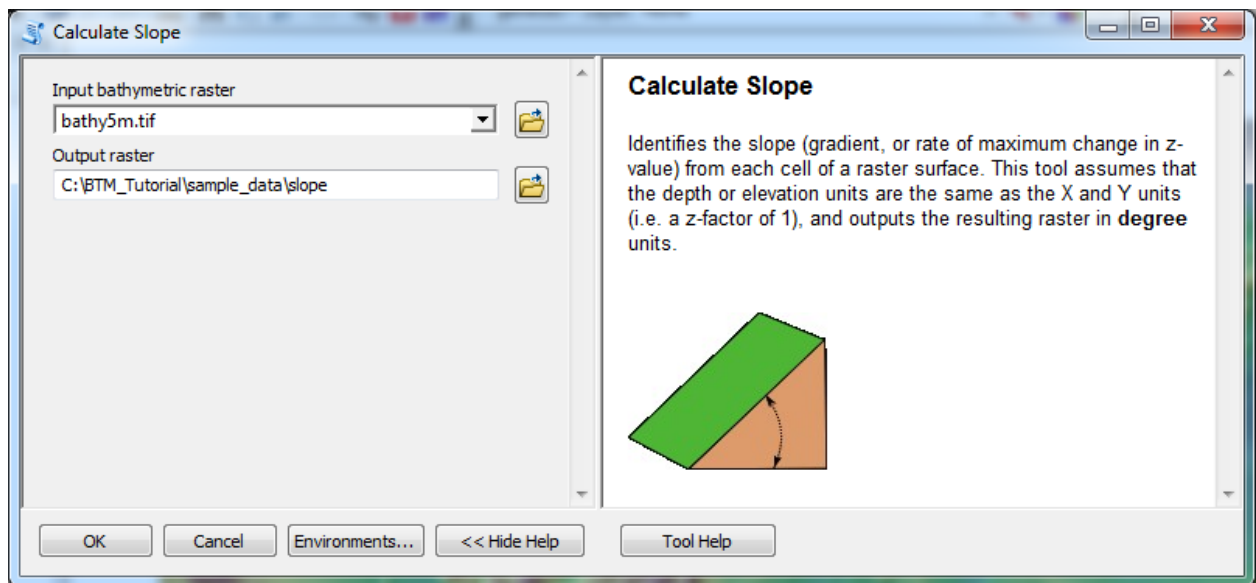 Calculate Slope
Input bathymetric raster
bathy5m.tif
Output raster
C:\BTM_Tutorial\sample_data\slope
Calculate Slope
Identifies the slope (gradient, or rate of maximum change in z-
value) from each cell of a raster surface. This tool assumes that
the depth or elevation units are the same as the X and Y units
(i.e. a z-factor of 1), and outputs the resulting raster in degree
units.
OK
Cancel
Environments...
<< Hide Help
Tool Help